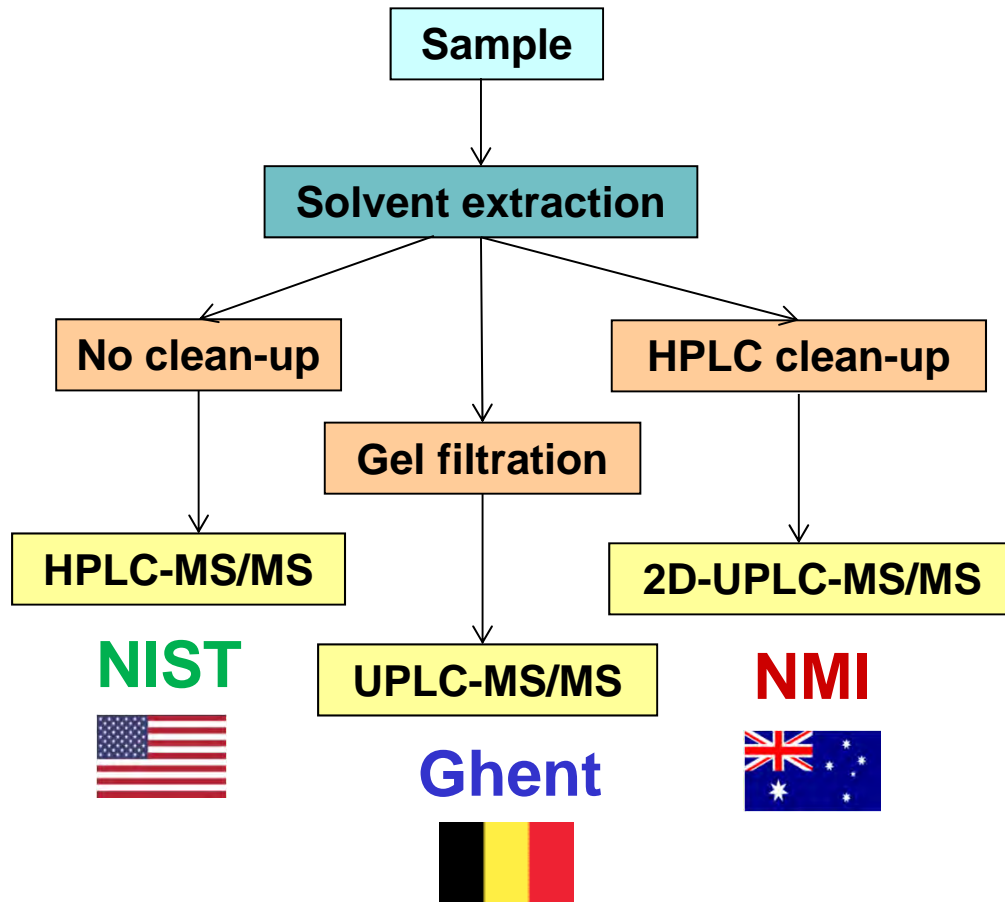 Sample
Solvent extraction
No clean-up
HPLC clean-up
Gel filtration
HPLC-MS/MS
2D-UPLC-MS/MS
UPLC-MS/MS
NIST
NMI
Ghent